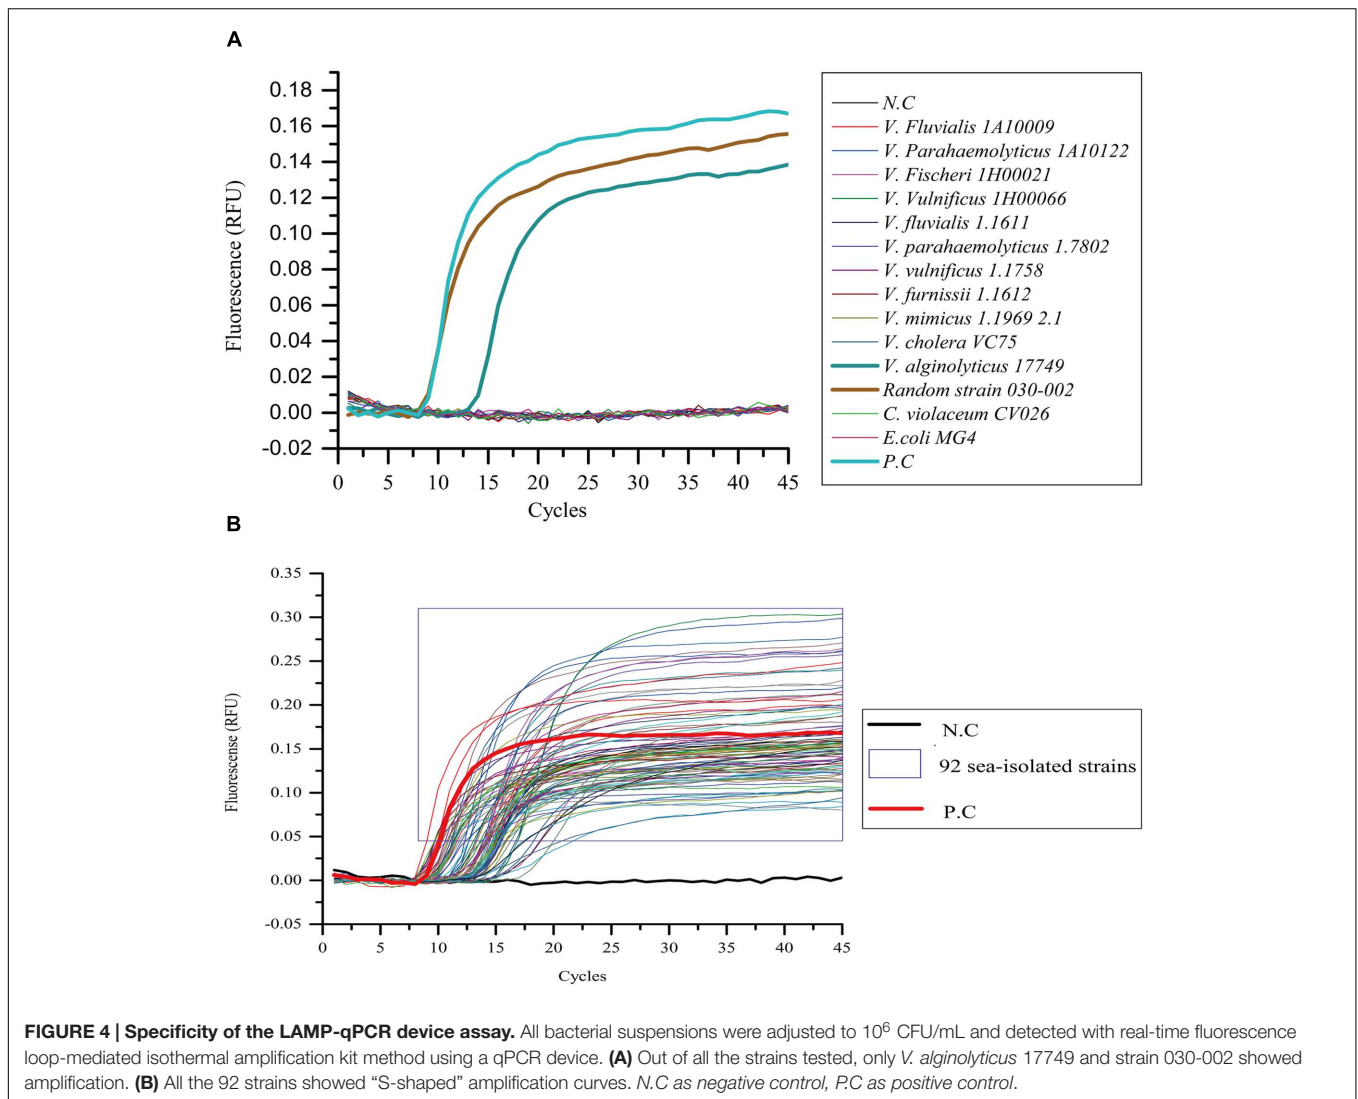 A
0.18
0.16
0.14
0.12
0.10
0.08
0.06
0.04
0.02
0.00
-0.02
Fluorescence (RFU)
0 5 10 15 20 25 30 35 40 45
Cycles
N.C
V. Fluvialis 1A10009
V. Parahaemolyticus 1A10122
V. Fischeri 1H00021
V. Vulnificus 1H00066
V. fluvialis 1.1611
V. parahaemolyticus 1.7802
V. vulnificus 1.1758
V. furnissii 1.1612
V. mimicus 1.1969 2.1
V. cholera VC75
V. alginolyticus 17749
Random strain 030-002
C. violaceum CV026
E.coli MG4
P.C
B
0.35
0.30
0.25
0.20
0.15
0.10
0.05
0.00
-0.05
Fluorescense (RFU)
0 5 10 15 20 25 30 35 40 45
Cycles
N.C
92 sea-isolated strains
P.C
FIGURE 4 | Specificity of the LAMP-qPCR device assay. All bacterial suspensions were adjusted to 10⁶ CFU/mL and detected with real-time fluorescence
loop-mediated isothermal amplification kit method using a qPCR device. (A) Out of all the strains tested, only V. alginolyticus 17749 and strain 030-002 showed
amplification. (B) All the 92 strains showed “S-shaped” amplification curves. N.C as negative control, P.C as positive control.